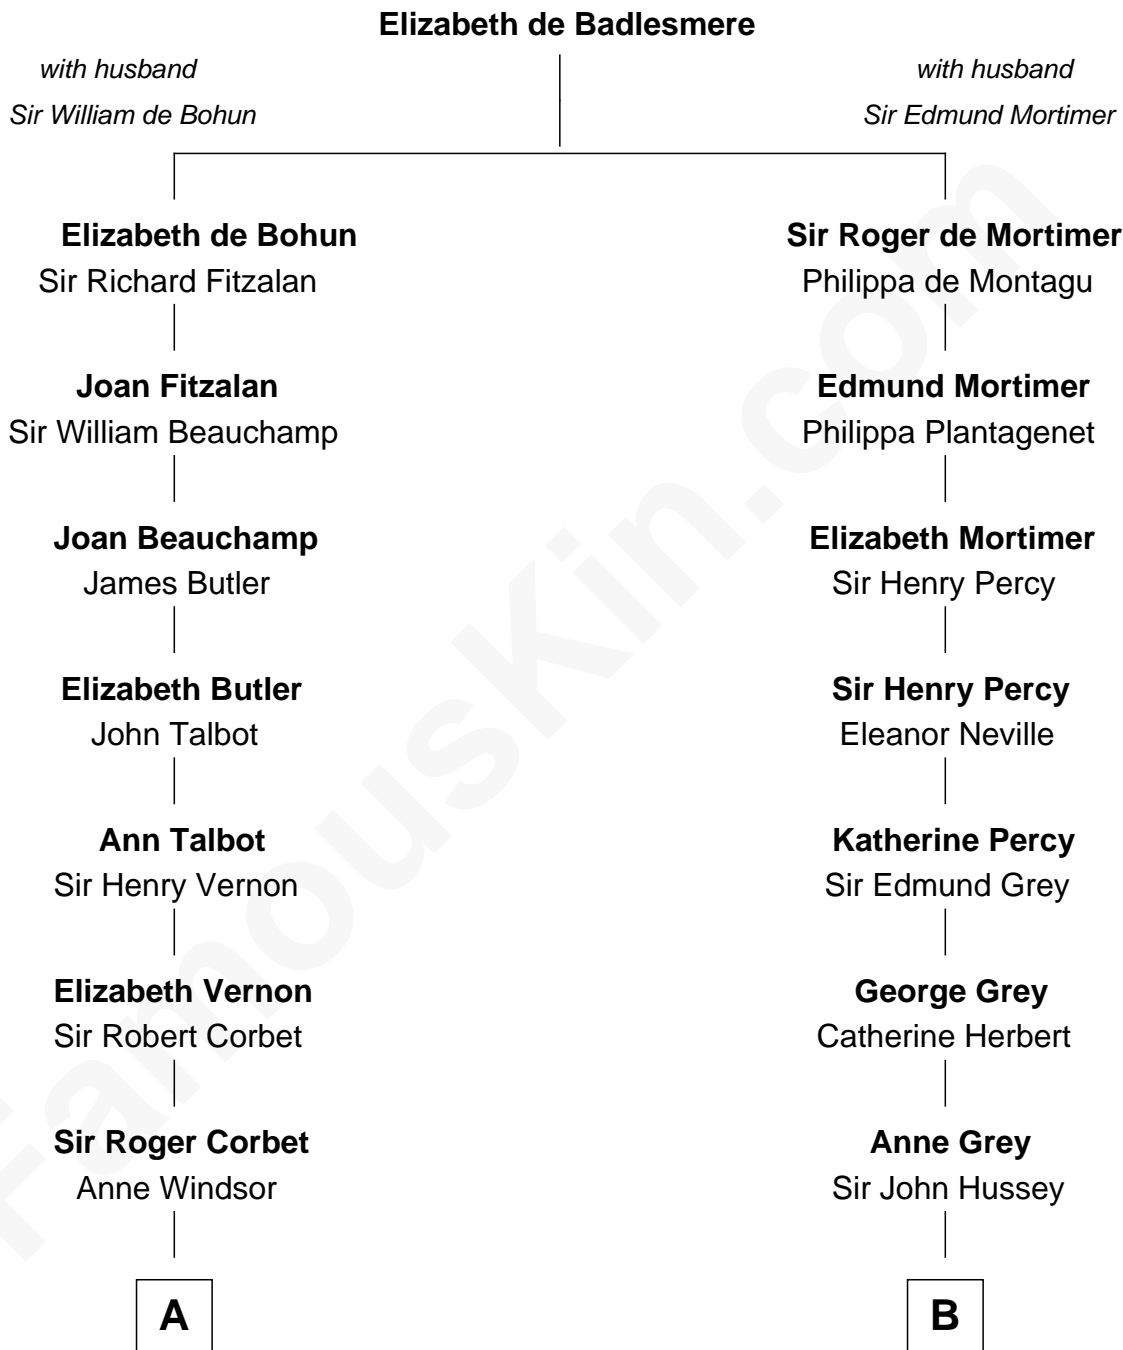 Elizabeth de Badlesmere
with husband
Sir William de Bohun
with husband
Sir Edmund Mortimer
Elizabeth de Bohun
Sir Richard Fitzalan
Sir Roger de Mortimer
Philippa de Montagu
Joan Fitzalan
Sir William Beauchamp
Edmund Mortimer
Philippa Plantagenet
Joan Beauchamp
James Butler
Elizabeth Mortimer
Sir Henry Percy
Elizabeth Butler
John Talbot
Sir Henry Percy
Eleanor Neville
Ann Talbot
Sir Henry Vernon
Katherine Percy
Sir Edmund Grey
Elizabeth Vernon
Sir Robert Corbet
George Grey
Catherine Herbert
Sir Roger Corbet
Anne Windsor
Anne Grey
Sir John Hussey
A
B
FamousKin.com